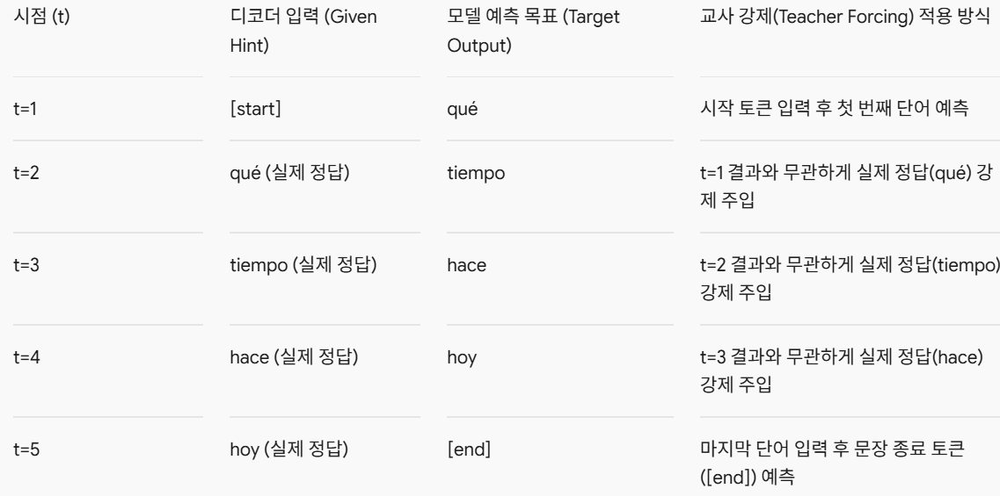 시점 (t)
디코더 입력 (Given
Hint)
모델 예측 목표 (Target
Output)
교사 강제(Teacher Forcing) 적용 방식
t=1
[start]
qué
시작 토큰 입력 후 첫 번째 단어 예측
t=2
qué (실제 정답)
tiempo
t=1 결과와 무관하게 실제 정답(qué) 강
제 주입
t=3
tiempo (실제 정답)
hace
t=2 결과와 무관하게 실제 정답(tiempo)
강제 주입
t=4
hace (실제 정답)
hoy
t=3 결과와 무관하게 실제 정답(hace)
강제 주입
t=5
hoy (실제 정답)
[end]
마지막 단어 입력 후 문장 종료 토큰
([end]) 예측